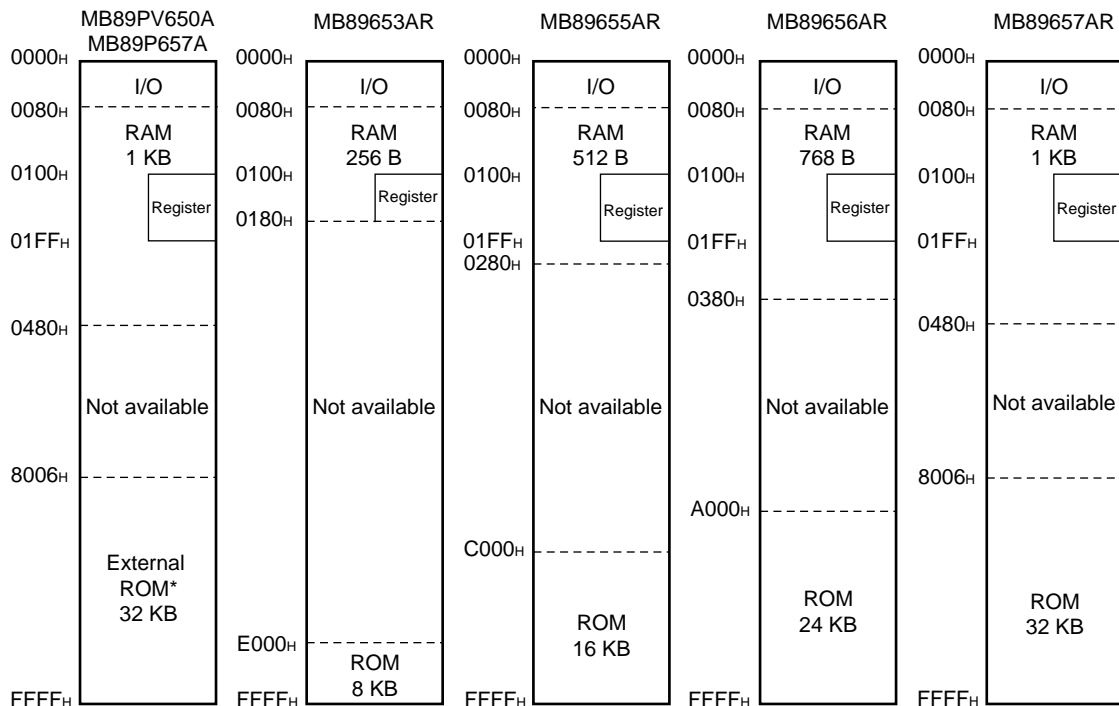 MB89PV650A
MB89P657A
0000H
I/O
0080H
RAM
1 KB
0100H
Register
01FFH
0480H
Not available
8006H
External
ROM*
32 KB
FFFFH
MB89653AR
0000H
I/O
0080H
RAM
256 B
0100H
Register
0180H
Not available
E000H
ROM
8 KB
FFFFH
MB89655AR
0000H
I/O
0080H
RAM
512 B
0100H
Register
01FFH
0280H
Not available
C000H
ROM
16 KB
FFFFH
MB89656AR
0000H
I/O
0080H
RAM
768 B
0100H
Register
01FFH
0380H
Not available
A000H
ROM
24 KB
FFFFH
MB89657AR
0000H
I/O
0080H
RAM
1 KB
0100H
Register
01FFH
0480H
Not available
8006H
ROM
32 KB
FFFFH